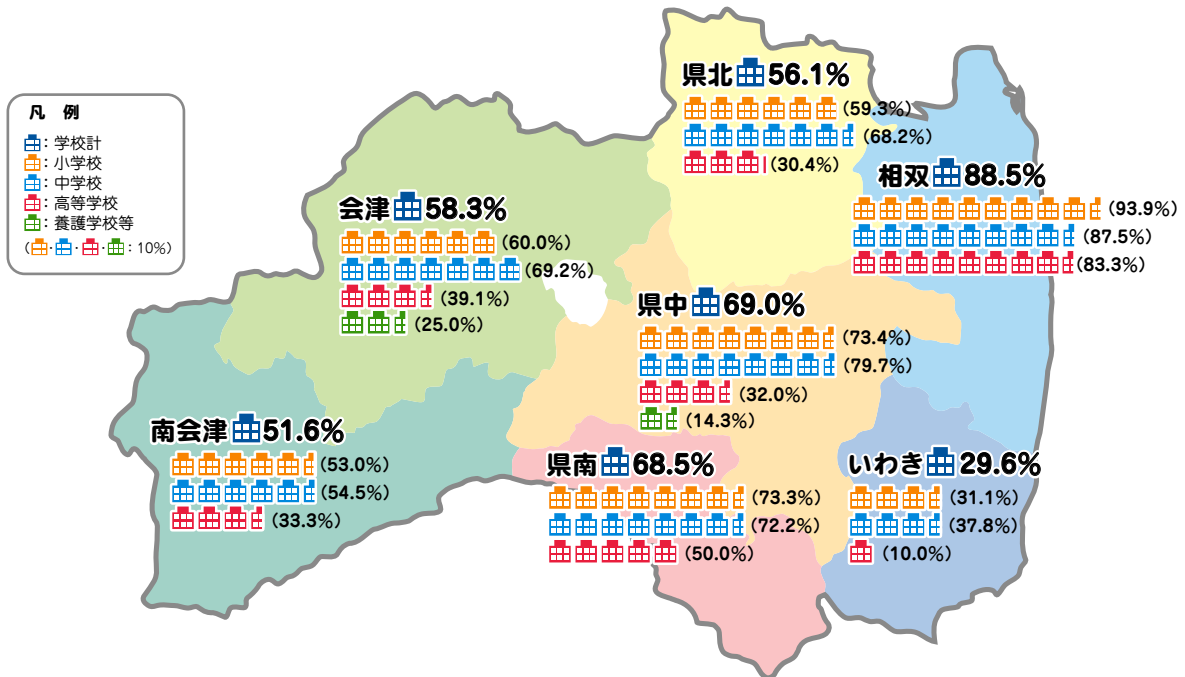 凡 例
: 学校計
: 小学校
: 中学校
: 高等学校
: 養護学校等
( ・ ・ ・ : 10%)
県北 56.1%
(59.3%)
(68.2%)
(30.4%)
相双 88.5%
(93.9%)
(87.5%)
(83.3%)
会津 58.3%
(60.0%)
(69.2%)
(39.1%)
(25.0%)
県中 69.0%
(73.4%)
(79.7%)
(32.0%)
(14.3%)
南会津 51.6%
(53.0%)
(54.5%)
(33.3%)
県南 68.5%
(73.3%)
(72.2%)
(50.0%)
いわき 29.6%
(31.1%)
(37.8%)
(10.0%)